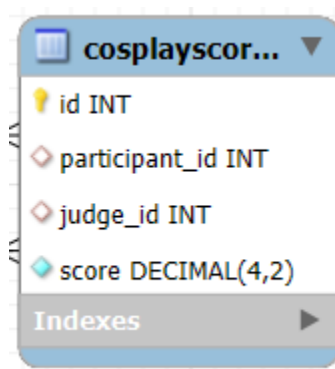 cosplayscor...
id INT
participant_id INT
judge_id INT
score DECIMAL(4,2)
Indexes